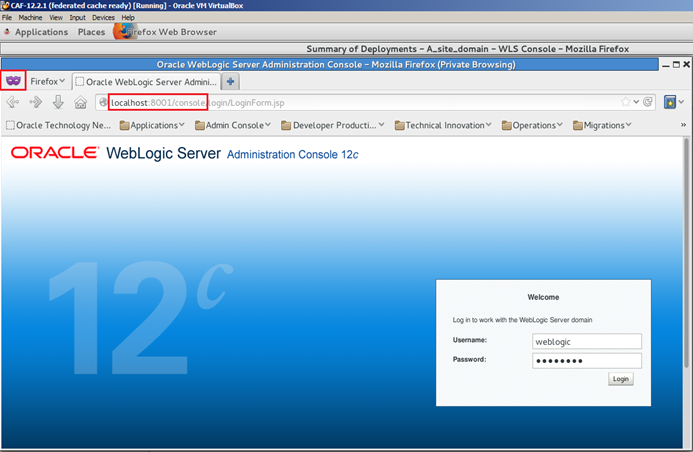 CAF-12.2.1 (federated cache ready) [Running] - Oracle VM VirtualBox
File Machine View Input Devices Help
Applications Places Firefox Web Browser
Summary of Deployments - A_site_domain - WLS Console - Mozilla Firefox
Oracle WebLogic Server Administration Console - Mozilla Firefox (Private Browsing)
Firefox Oracle WebLogic Server Admini...
localhost:8001/console/login/LoginForm.jsp
Oracle Technology Ne... Applications Admin Console Developer Producti... Technical Innovation Operations Migrations »
ORACLE WebLogic Server Administration Console 12c
12c
Welcome
Log in to work with the WebLogic Server domain
Username: weblogic
Password: ●●●●●●●●
Login